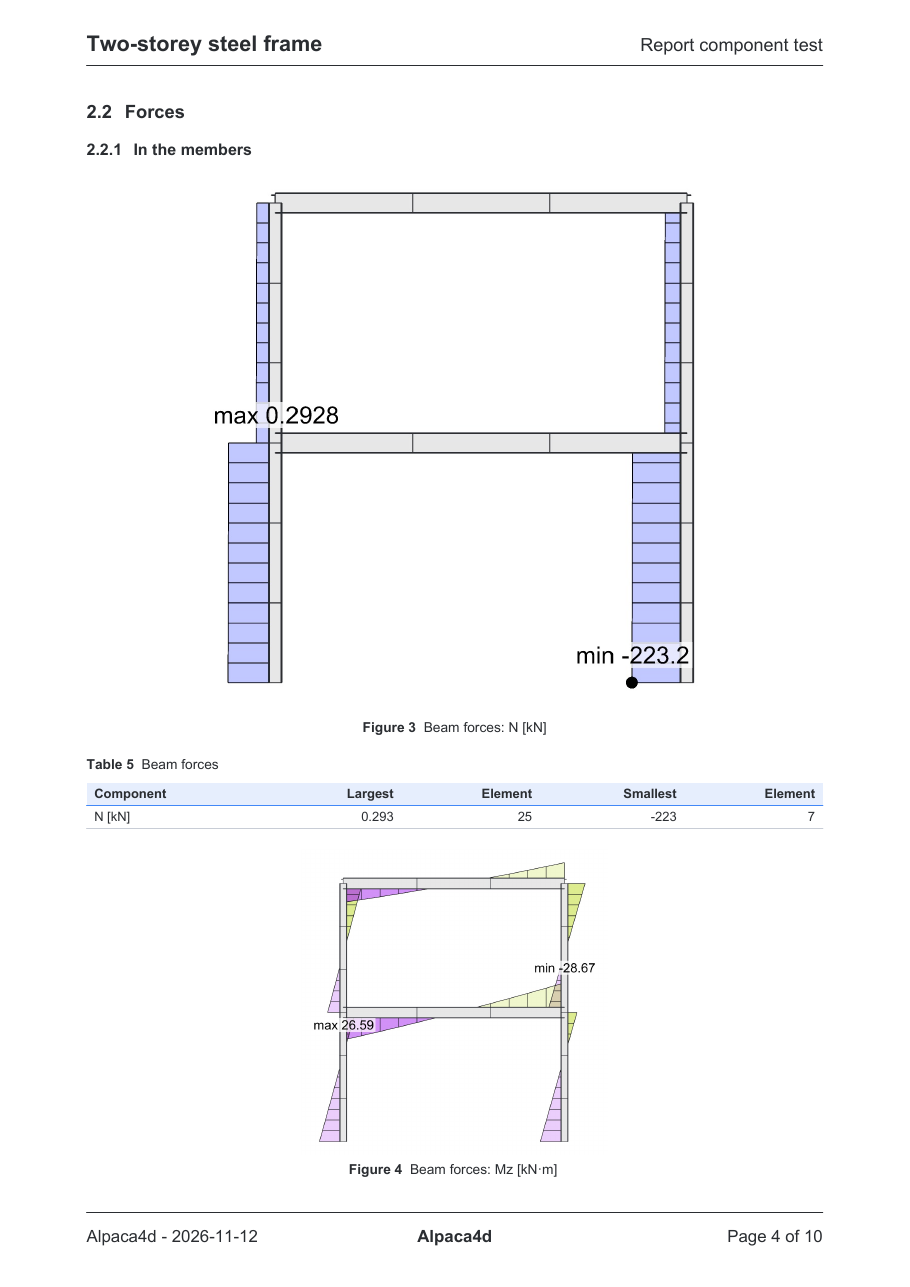 Two-storey steel frame Report component test
2.2 Forces
2.2.1 In the members
max 0.2928
min -223.2
Figure 3 Beam forces: N [kN]
Table 5 Beam forces
Component Largest Element Smallest Element
N [kN] 0.293 25 -223 7
min -28.67
max 26.59
Figure 4 Beam forces: Mz [kN·m]
Alpaca4d - 2026-11-12 Alpaca4d Page 4 of 10